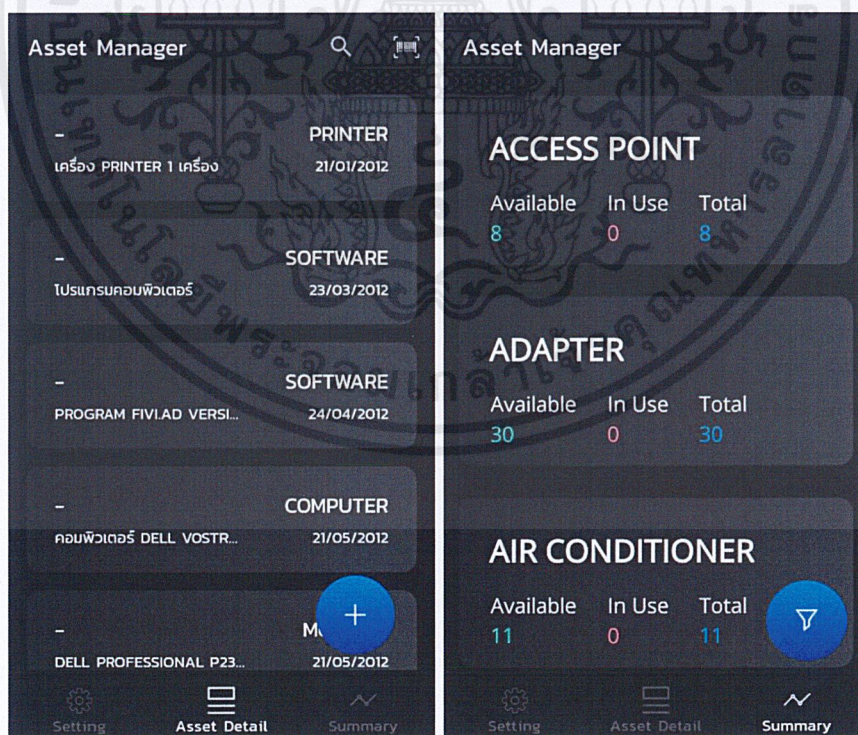 Asset Manager
-
PRINTER
เครื่อง PRINTER 1 เครื่อง
21/01/2012
-
SOFTWARE
โปรแกรมคอมพิวเตอร์
23/03/2012
-
SOFTWARE
PROGRAM FIVI.AD VERSI...
24/04/2012
-
COMPUTER
คอมพิวเตอร์ DELL VOSTR...
21/05/2012
-
DELL PROFESSIONAL P23...
21/05/2012
Setting
Asset Detail
Summary
Asset Manager
ACCESS POINT
Available In Use Total
8 0 8
ADAPTER
Available In Use Total
30 0 30
AIR CONDITIONER
Available In Use Total
11 0 11
Setting
Asset Detail
Summary